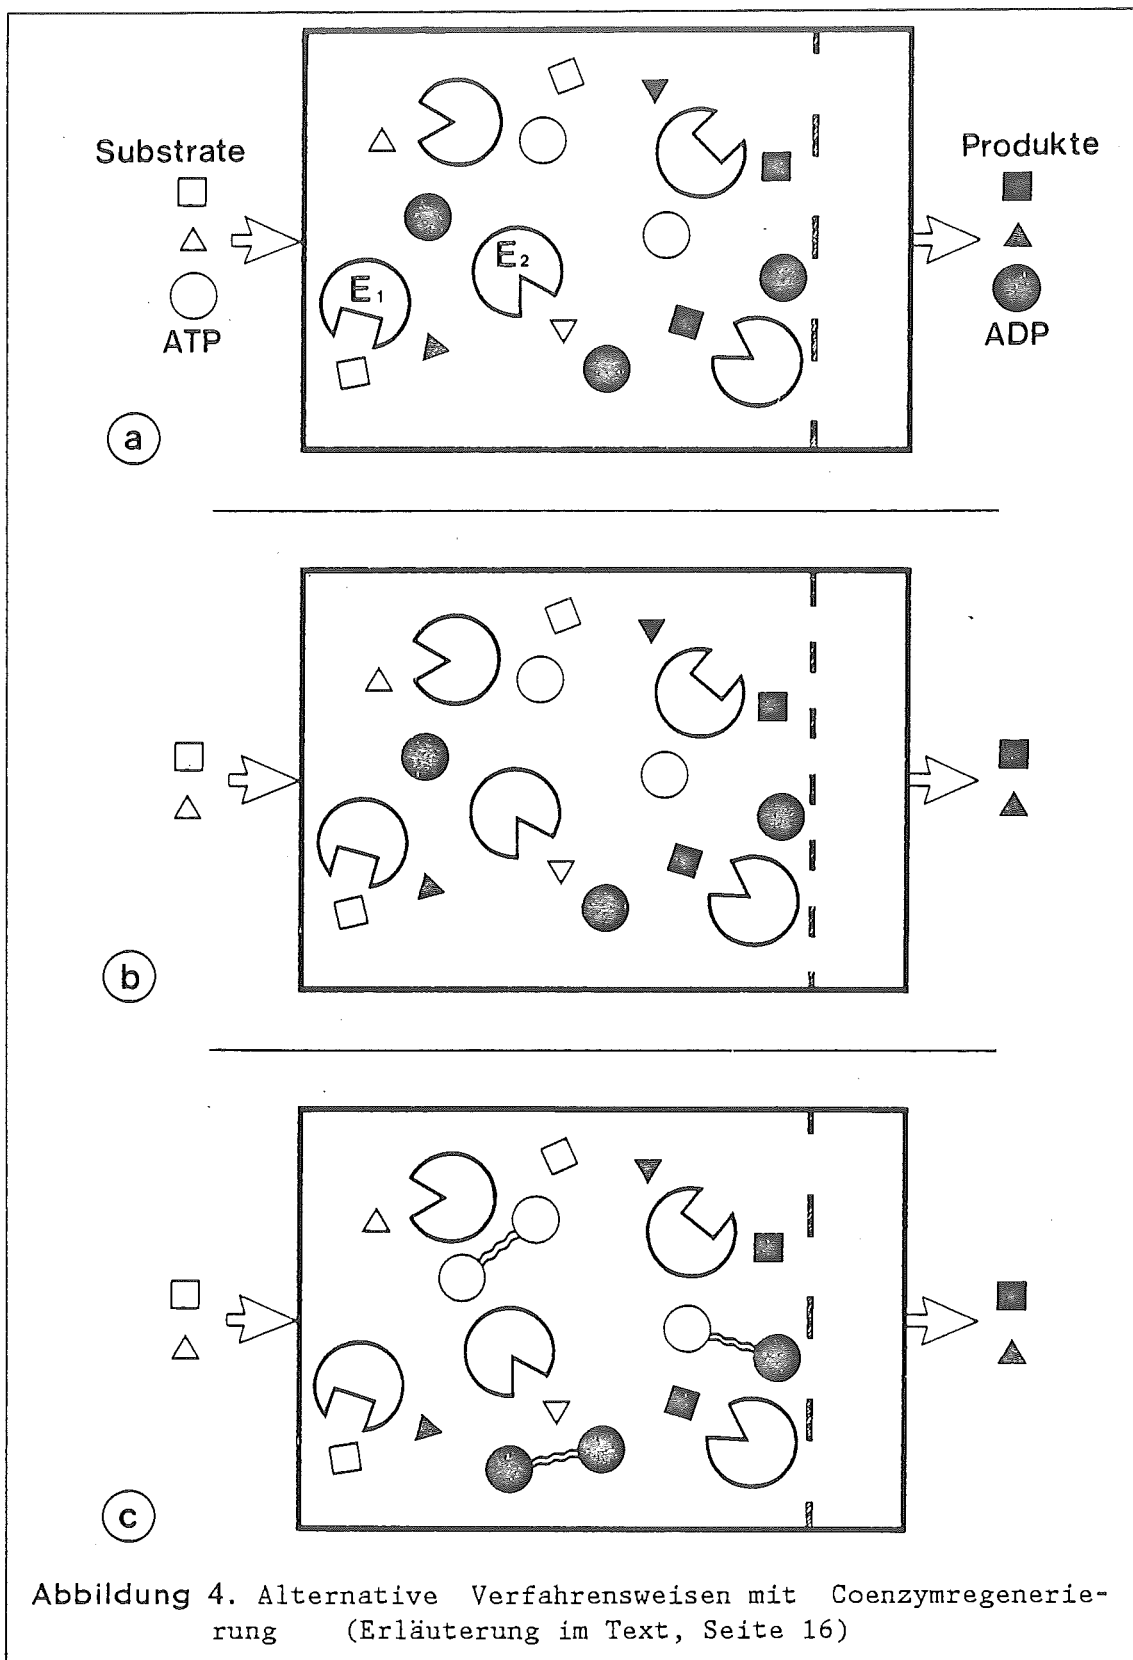 Substrate
Produkte
E₁
E₂
ATP
ADP
a
b
c
Abbildung 4. Alternative Verfahrensweisen mit Coenzymregenerie-
rung (Erläuterung im Text, Seite 16)